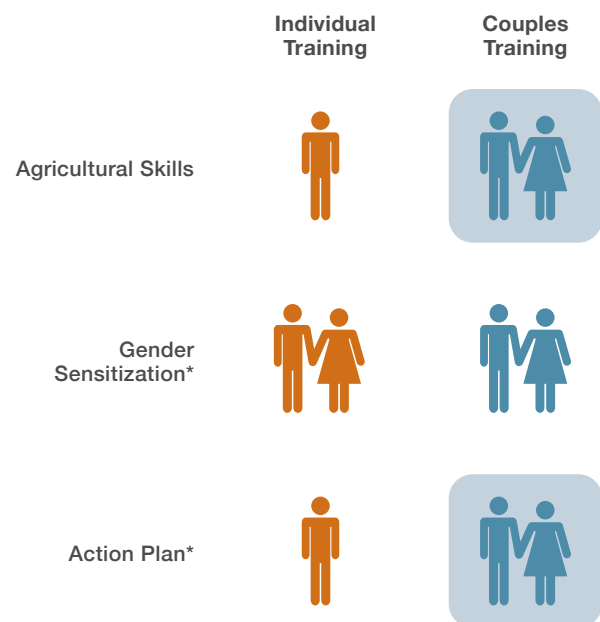 Individual
Training
Couples
Training
Agricultural Skills
Gender
Sensitization*
Action Plan*